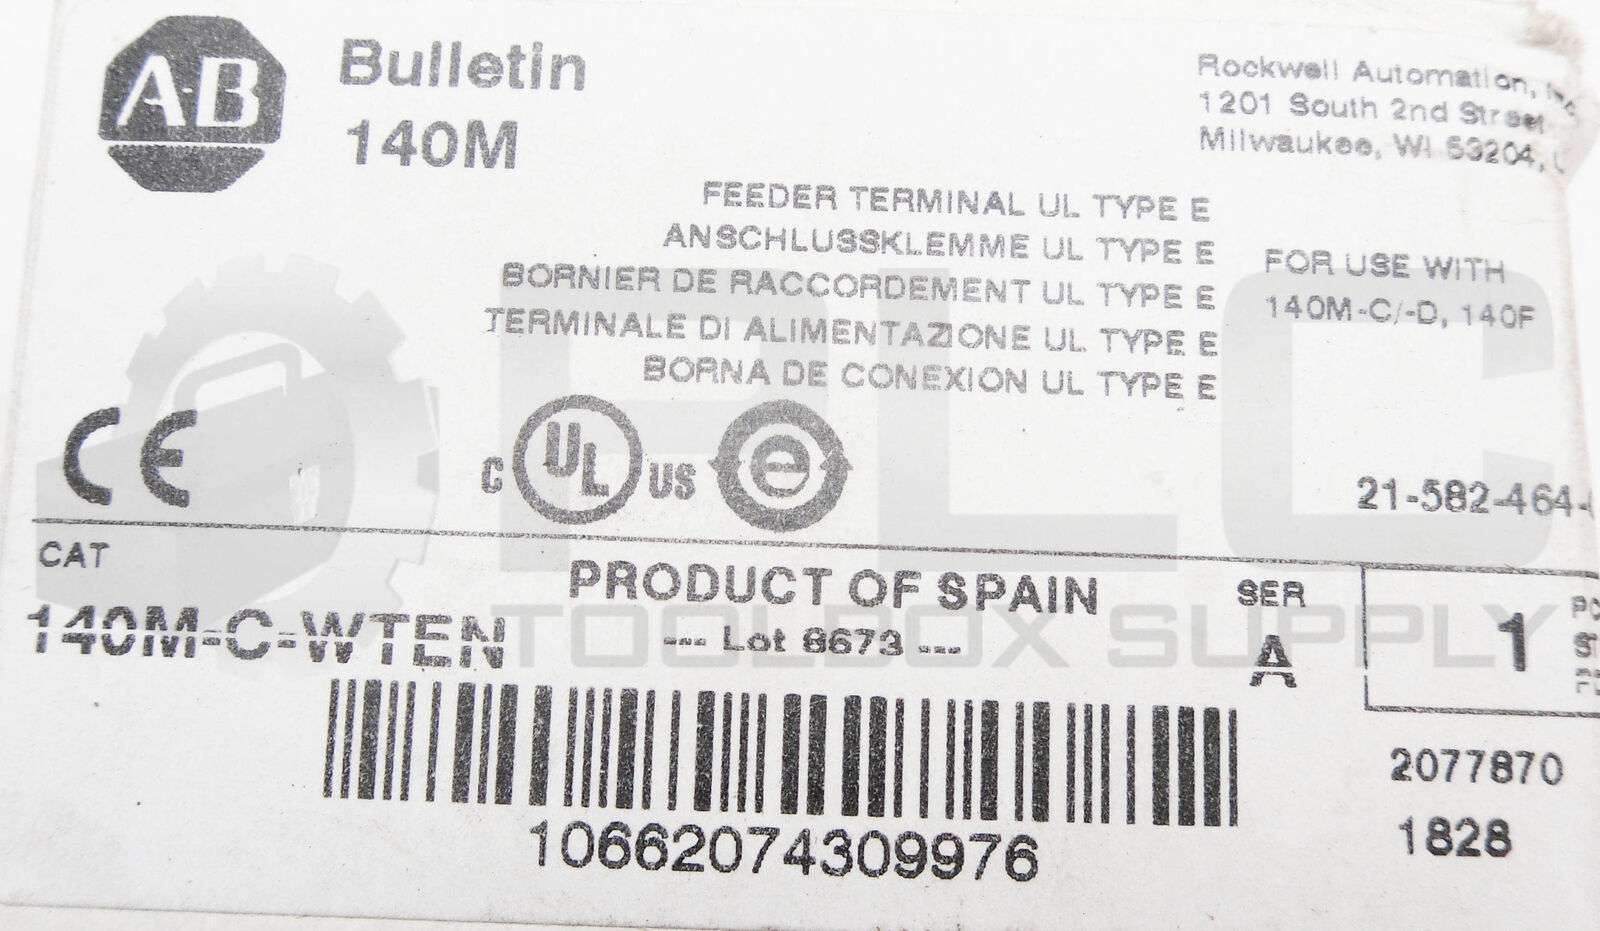 A-B
Bulletin
140M
Rockwell Automation,
1201 South 2nd Street
Milwaukee, WI 53204,
FEEDER TERMINAL UL TYPE E
ANSCHLUSSKLEMME UL TYPE E
BORNIER DE RACCORDEMENT UL TYPE E
TERMINALE DI ALIMENTAZIONE UL TYPE E
BORNA DE CONEXION UL TYPE E
FOR USE WITH
140M-C/-D, 140F
CE
C UL US
e
21-582-464-
PLC
TOOLBOX SUPPLY
CAT
140M-C-WTEN
PRODUCT OF SPAIN
--- Lot 8673 ---
SER
A
1
10662074309976
2077870
1828